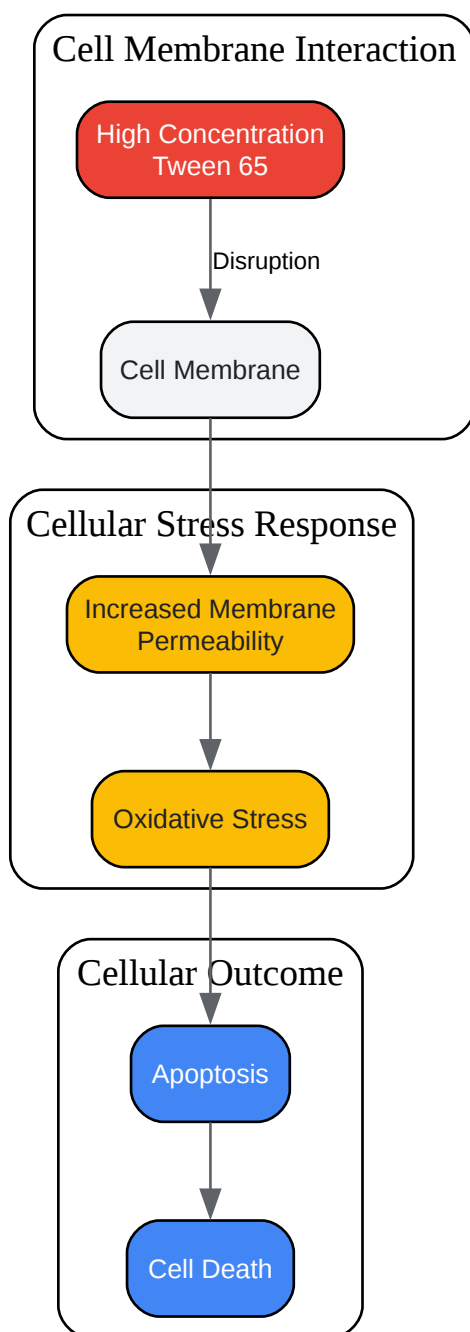 Cell Membrane Interaction
High Concentration
Tween 65
Disruption
Cell Membrane
Cellular Stress Response
Increased Membrane
Permeability
Oxidative Stress
Cellular Outcome
Apoptosis
Cell Death